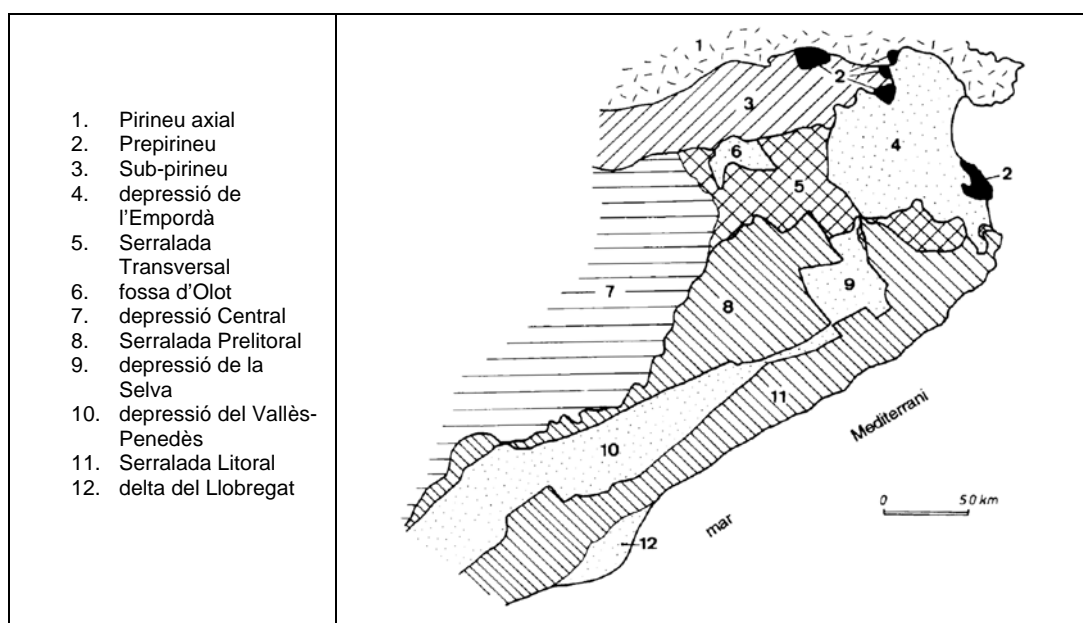 1. Pirineu axial
2. Prepirineu
3. Sub-pirineu
4. depressió de
l'Empordà
5. Serralada
Transversal
6. fossa d'Olot
7. depressió Central
8. Serralada Prelitoral
9. depressió de la
Selva
10. depressió del Vallès-
Penedès
11. Serralada Litoral
12. delta del Llobregat
1
2
3
4
6
2
5
7
9
8
11
Mediterrani
10
0 50 km
mar
12